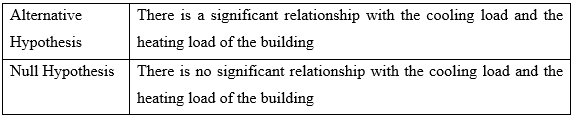 Alternative Hypothesis
There is a significant relationship with the cooling load and the
heating load of the building
Null Hypothesis
There is no significant relationship with the cooling load and the
heating load of the building